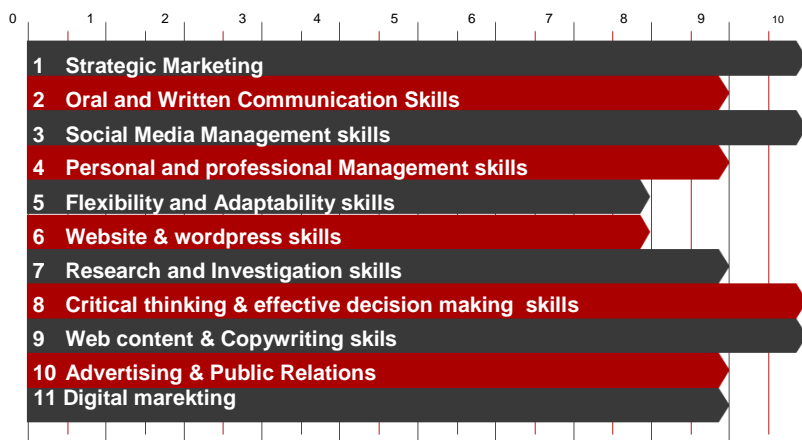 0 1 2 3 4 5 6 7 8 9 10
1 Strategic Marketing
2 Oral and Written Communication Skills
3 Social Media Management skills
4 Personal and professional Management skills
5 Flexibility and Adaptability skills
6 Website & wordpress skills
7 Research and Investigation skills
8 Critical thinking & effective decision making skills
9 Web content & Copywriting skils
10 Advertising & Public Relations
11 Digital marekting